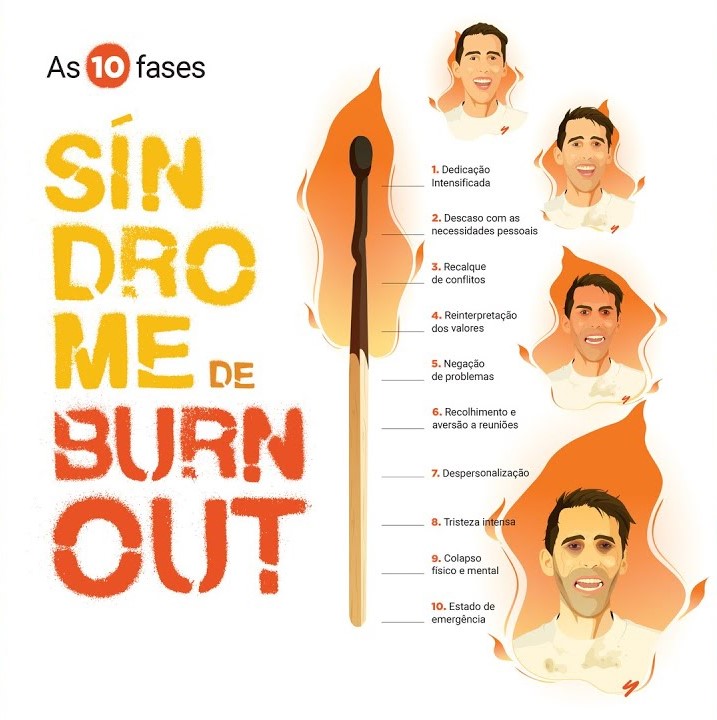 As 10 fases
SÍN
DRO
ME DE
BURN
OUT
1. Dedicação
Intensificada
2. Descaso com as
necessidades pessoais
3. Recalque
de conflitos
4. Reinterpretação
dos valores
5. Negação
de problemas
6. Recolhimento e
aversão a reuniões
7. Despersonalização
8. Tristeza intensa
9. Colapso
físico e mental
10. Estado de
emergência